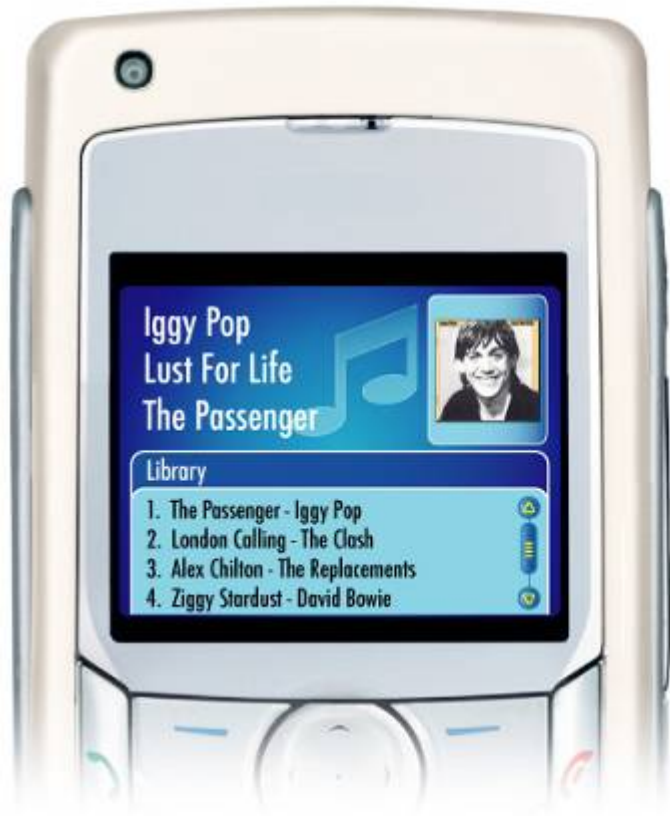 Iggy Pop
Lust For Life
The Passenger
Library
1. The Passenger - Iggy Pop
2. London Calling - The Clash
3. Alex Chilton - The Replacements
4. Ziggy Stardust - David Bowie